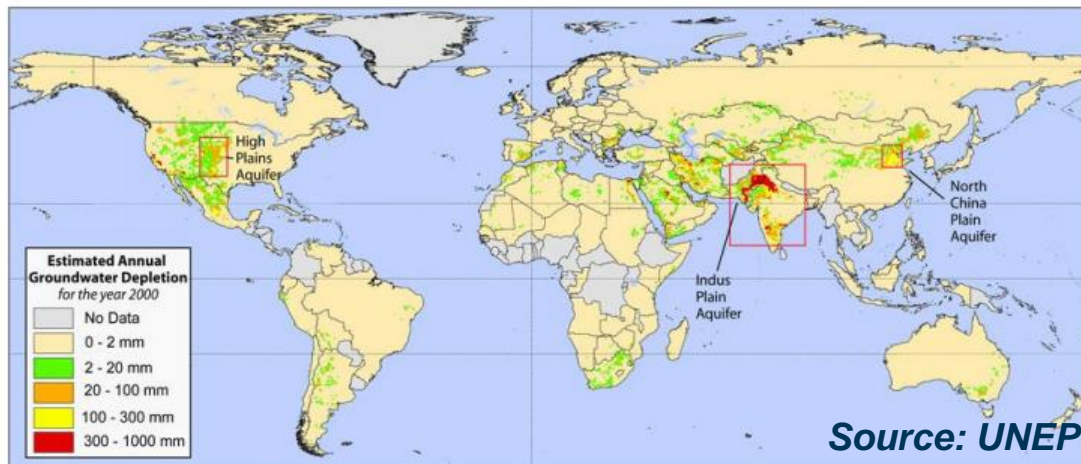 High
Plains
Aquifer
North
China
Plain
Aquifer
Indus
Plain
Aquifer
Estimated Annual
Groundwater Depletion
for the year 2000
No Data
0 - 2 mm
2 - 20 mm
20 - 100 mm
100 - 300 mm
300 - 1000 mm
Source: UNEP